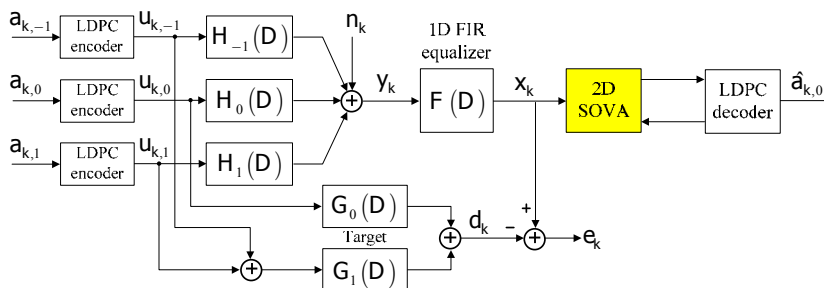 a_{k,-1}
LDPC
encoder
u_{k,-1}
H_{-1}(D)
n_k
1D FIR
equalizer
a_{k,0}
LDPC
encoder
u_{k,0}
H_0(D)
+
y_k
F(D)
x_k
2D
SOVA
LDPC
decoder
â_{k,0}
a_{k,1}
LDPC
encoder
u_{k,1}
H_1(D)
G_0(D)
Target
+
d_k
−
+
+
e_k
+
G_1(D)